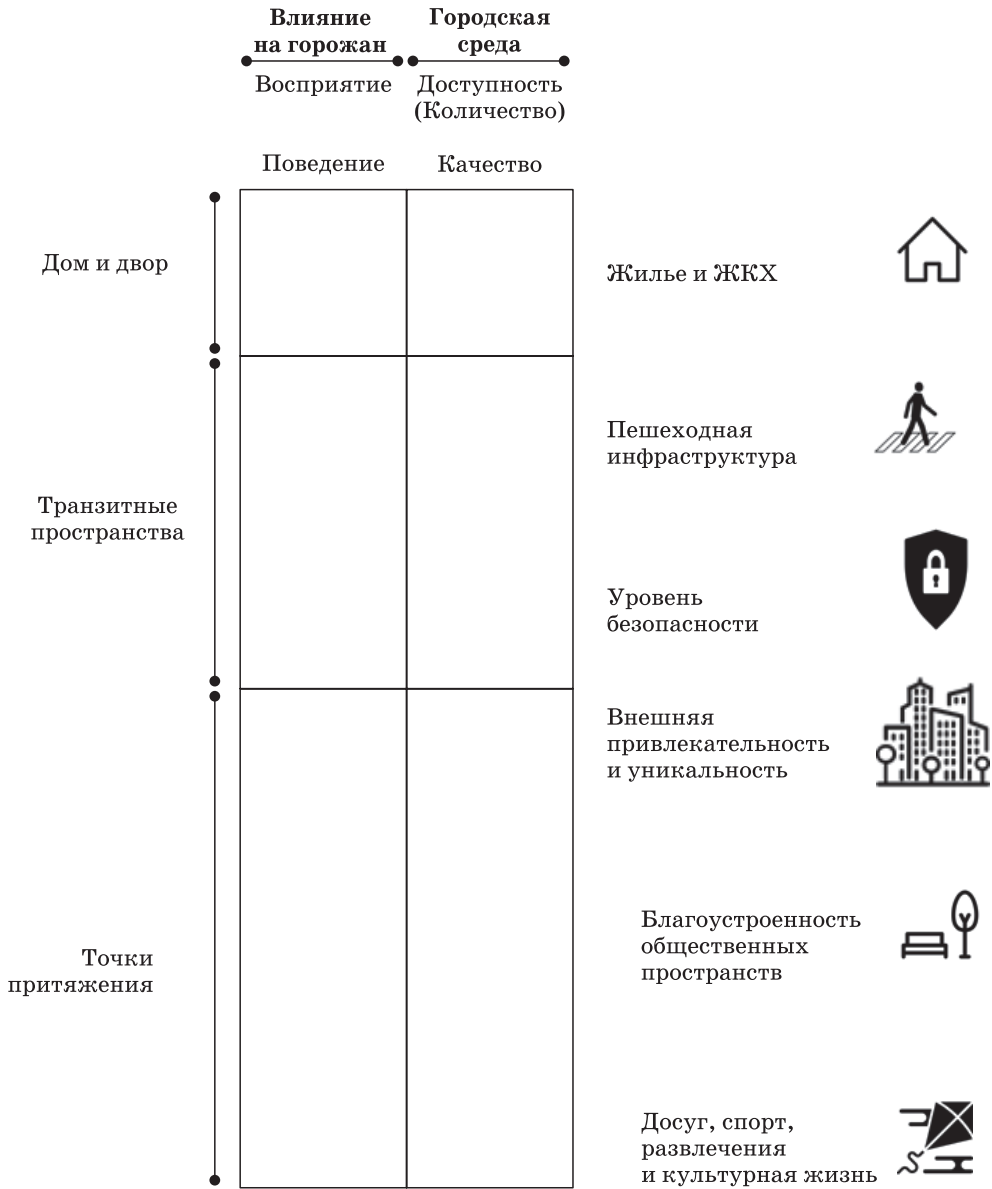 Влияние
на горожан
Городская
среда
Восприятие
Доступность
(Количество)
Поведение
Качество
Дом и двор
Жилье и ЖКХ
Пешеходная
инфраструктура
Транзитные
пространства
Уровень
безопасности
Внешняя
привлекательность
и уникальность
Благоустроенность
общественных
пространств
Точки
притяжения
Досуг, спорт,
развлечения
и культурная жизнь